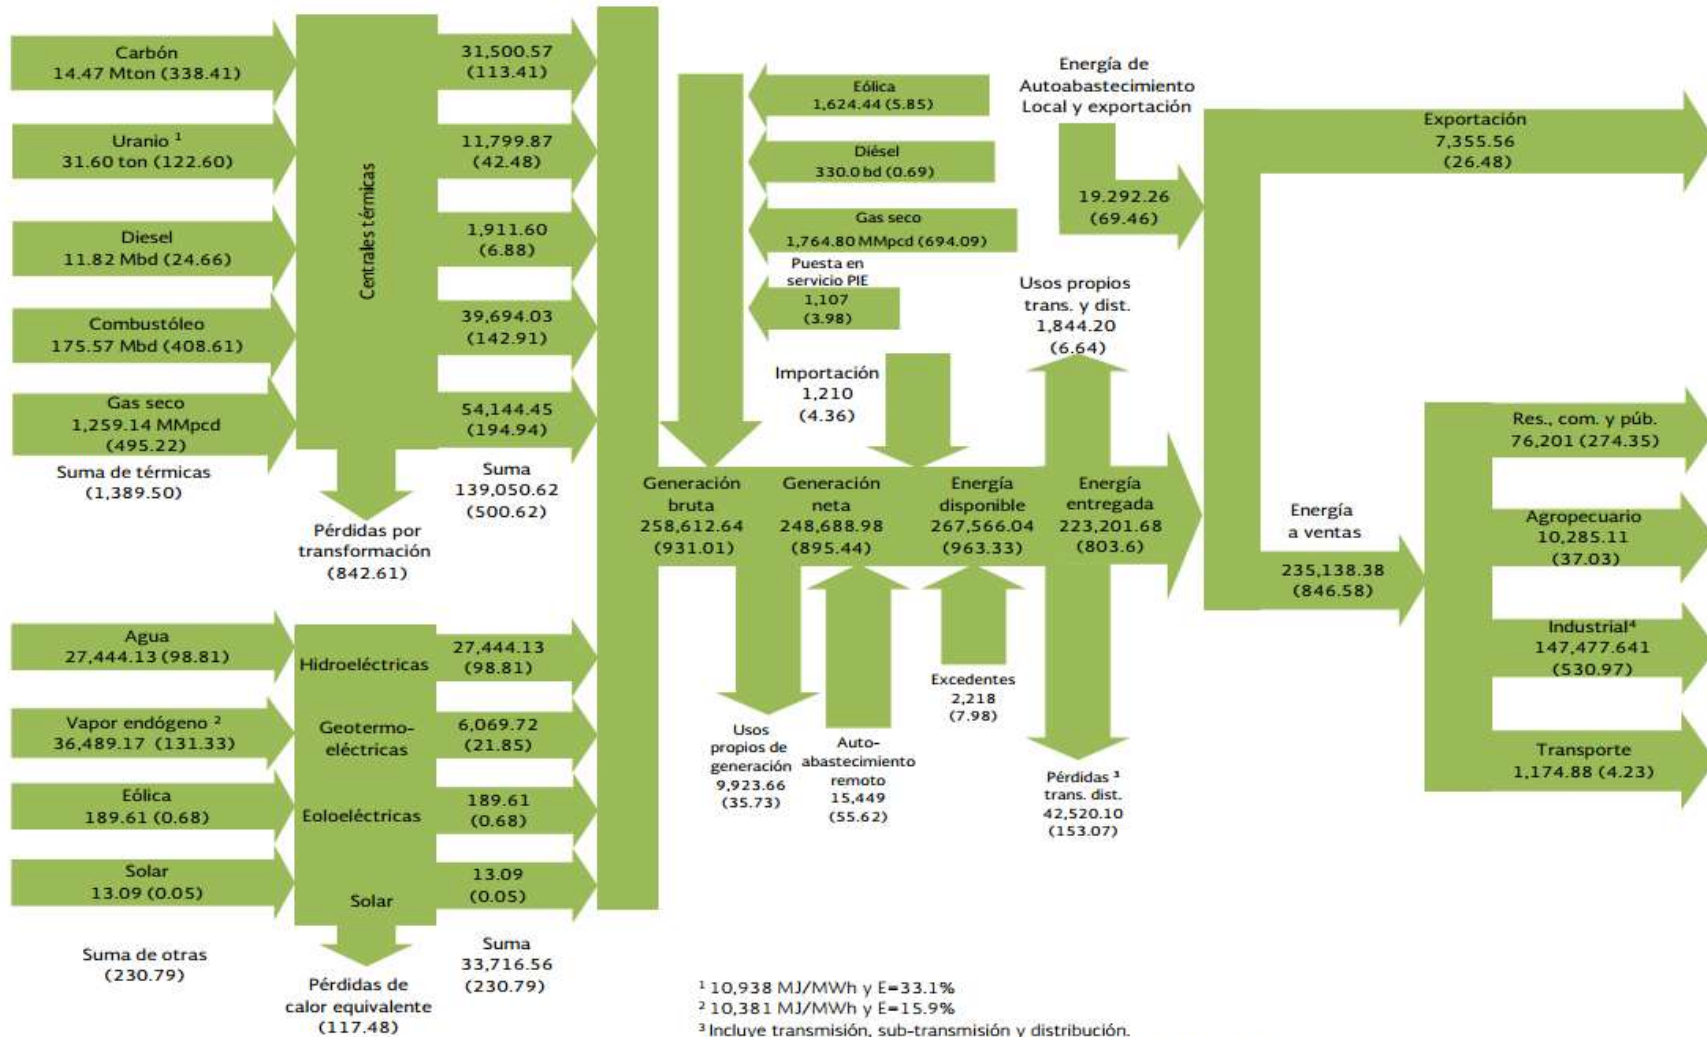 Carbón
14.47 Mton (338.41)
Uranio ¹
31.60 ton (122.60)
Diesel
11.82 Mbd (24.66)
Combustóleo
175.57 Mbd (408.61)
Gas seco
1,259.14 MMpcd
(495.22)
Suma de térmicas
(1,389.50)
Centrales térmicas
Pérdidas por
transformación
(842.61)
31,500.57
(113.41)
11,799.87
(42.48)
1,911.60
(6.88)
39,694.03
(142.91)
54,144.45
(194.94)
Suma
139,050.62
(500.62)
Agua
27,444.13 (98.81)
Vapor endógeno ²
36,489.17 (131.33)
Eólica
189.61 (0.68)
Solar
13.09 (0.05)
Suma de otras
(230.79)
Hidroeléctricas
Geotermo-
eléctricas
Eoloeléctricas
Solar
Pérdidas de
calor equivalente
(117.48)
27,444.13
(98.81)
6,069.72
(21.85)
189.61
(0.68)
13.09
(0.05)
Suma
33,716.56
(230.79)
Eólica
1,624.44 (5.85)
Diésel
330.0 bd (0.69)
Gas seco
1,764.80 MMpcd (694.09)
Puesta en
servicio PIE
1,107
(3.98)
Importación
1,210
(4.36)
Generación
bruta
258,612.64
(931.01)
Generación
neta
248,688.98
(895.44)
Energía
disponible
267,566.04
(963.33)
Energía
entregada
223,201.68
(803.6)
Usos
propios de
generación
9,923.66
(35.73)
Auto-
abastecimiento
remoto
15,449
(55.62)
Excedentes
2,218
(7.98)
Pérdidas ³
trans. dist.
42,520.10
(153.07)
Energía de
Autoabastecimiento
Local y exportación
19.292.26
(69.46)
Usos propios
trans. y dist.
1,844.20
(6.64)
Exportación
7,355.56
(26.48)
Energía
a ventas
235,138.38
(846.58)
Res., com. y púb.
76,201 (274.35)
Agropecuario
10,285.11
(37.03)
Industrial⁴
147,477.641
(530.97)
Transporte
1,174.88 (4.23)
¹ 10,938 MJ/MWh y E=33.1%
² 10,381 MJ/MWh y E=15.9%
³ Incluye transmisión, sub-transmisión y distribución.